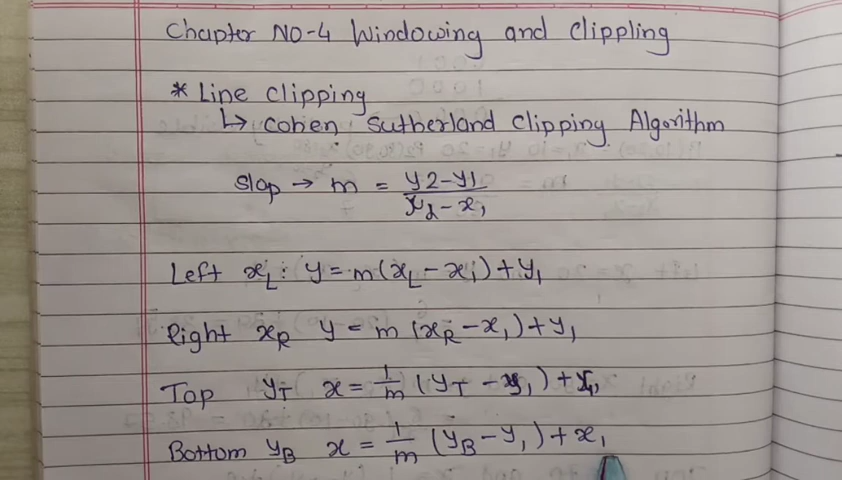 Chapter NO-4 Windowing and Clippling
* Line clipping
↳ Cohen Sutherland Clipping Algorithm
Slop → m = y2-y1 / x2-x1
Left xL: y = m(xL - x1) + y1
Right xR y = m (xR - x1) + y1
Top yT x = 1/m (yT - y1) + x1
Bottom yB x = 1/m (yB - y1) + x1